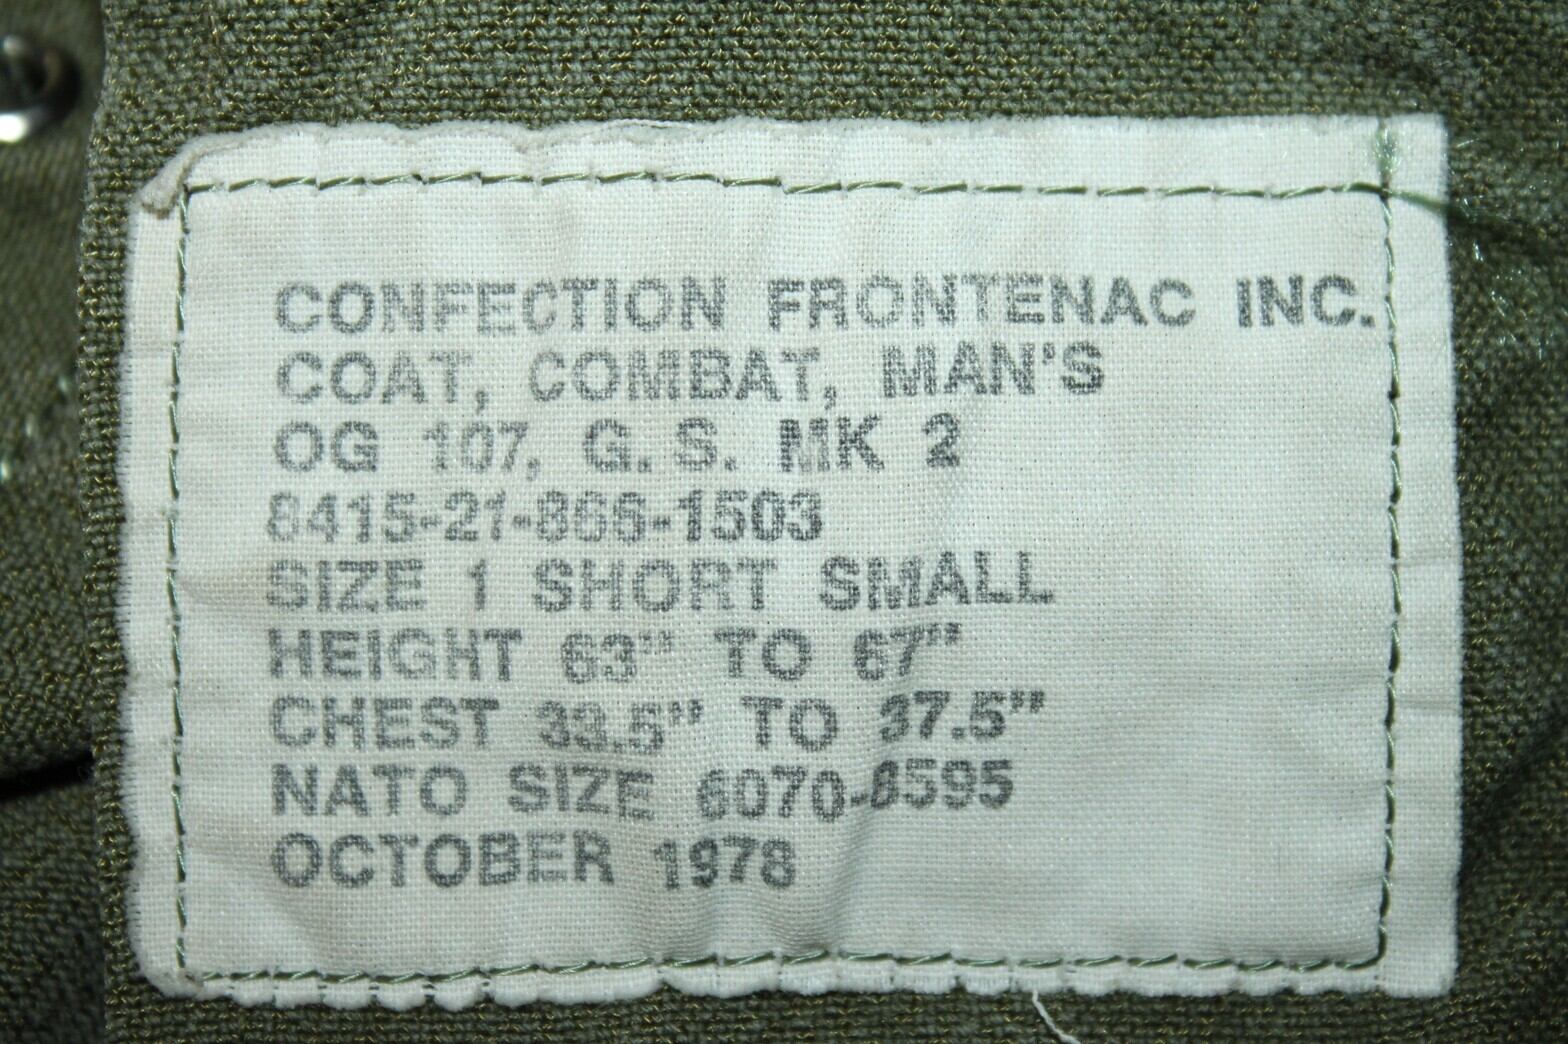 CONFECTION FRONTENAC INC.
COAT, COMBAT, MAN'S
OG 107, G. S. MK 2
8415-21-866-1503
SIZE 1 SHORT SMALL
HEIGHT 63" TO 67"
CHEST 33.5" TO 37.5"
NATO SIZE 6070-8595
OCTOBER 1978